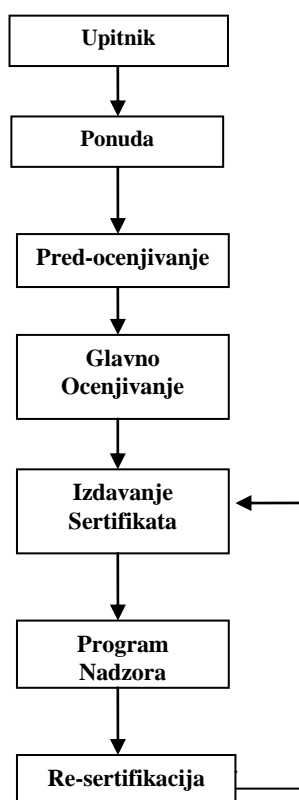 Upitnik
Ponuda
Pred-ocenjivanje
Glavno
Ocenjivanje
Izdavanje
Sertifikata
Program
Nadzora
Re-sertifikacija